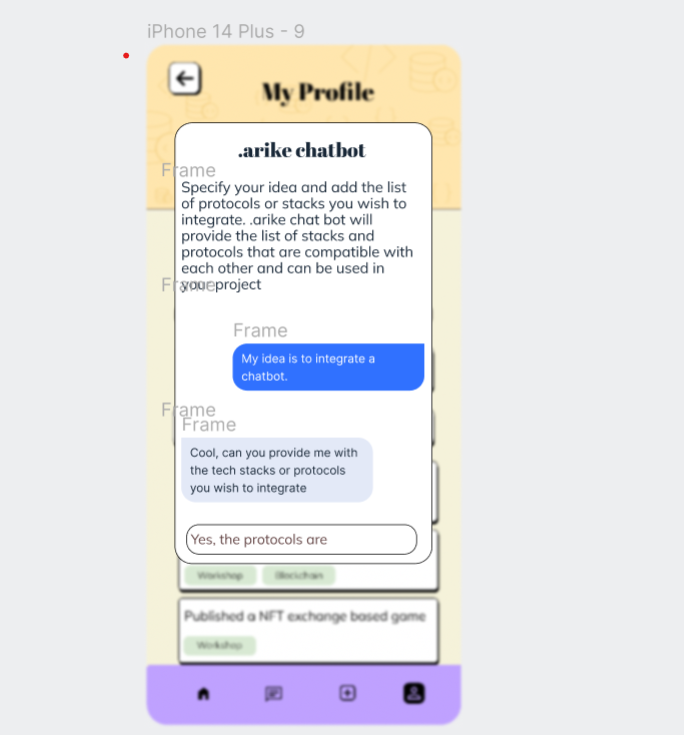 iPhone 14 Plus - 9
My Profile
.arike chatbot
Frame
Specify your idea and add the list
of protocols or stacks you wish to
integrate. .arike chat bot will
provide the list of stacks and
protocols that are compatible with
each other and can be used in
Frame
your project
Frame
My idea is to integrate a
chatbot.
Frame
Frame
Cool, can you provide me with
the tech stacks or protocols
you wish to integrate
Yes, the protocols are
Workshop Blockchain
Published a NFT exchange based game
Workshop